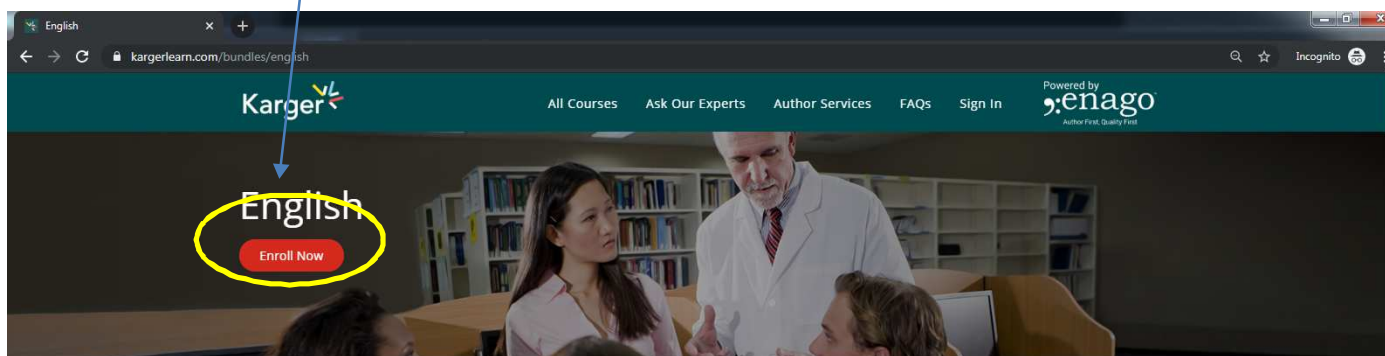 English
kargerlearn.com/bundles/english
Incognito
Karger
All Courses Ask Our Experts Author Services FAQs Sign In
Powered by
enago
Author First, Quality First
English
Enroll Now